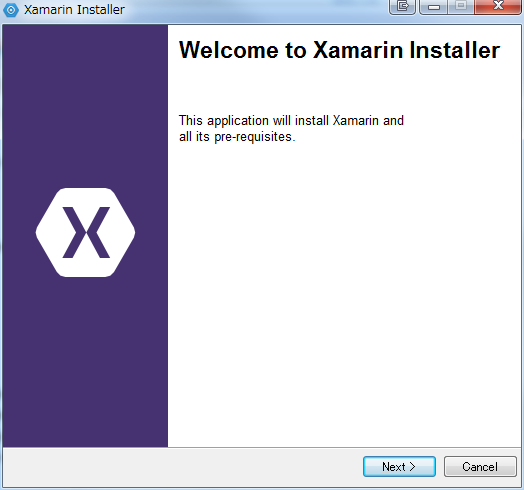 Xamarin Installer
Welcome to Xamarin Installer
This application will install Xamarin and
all its pre-requisites.
X
Next >
Cancel